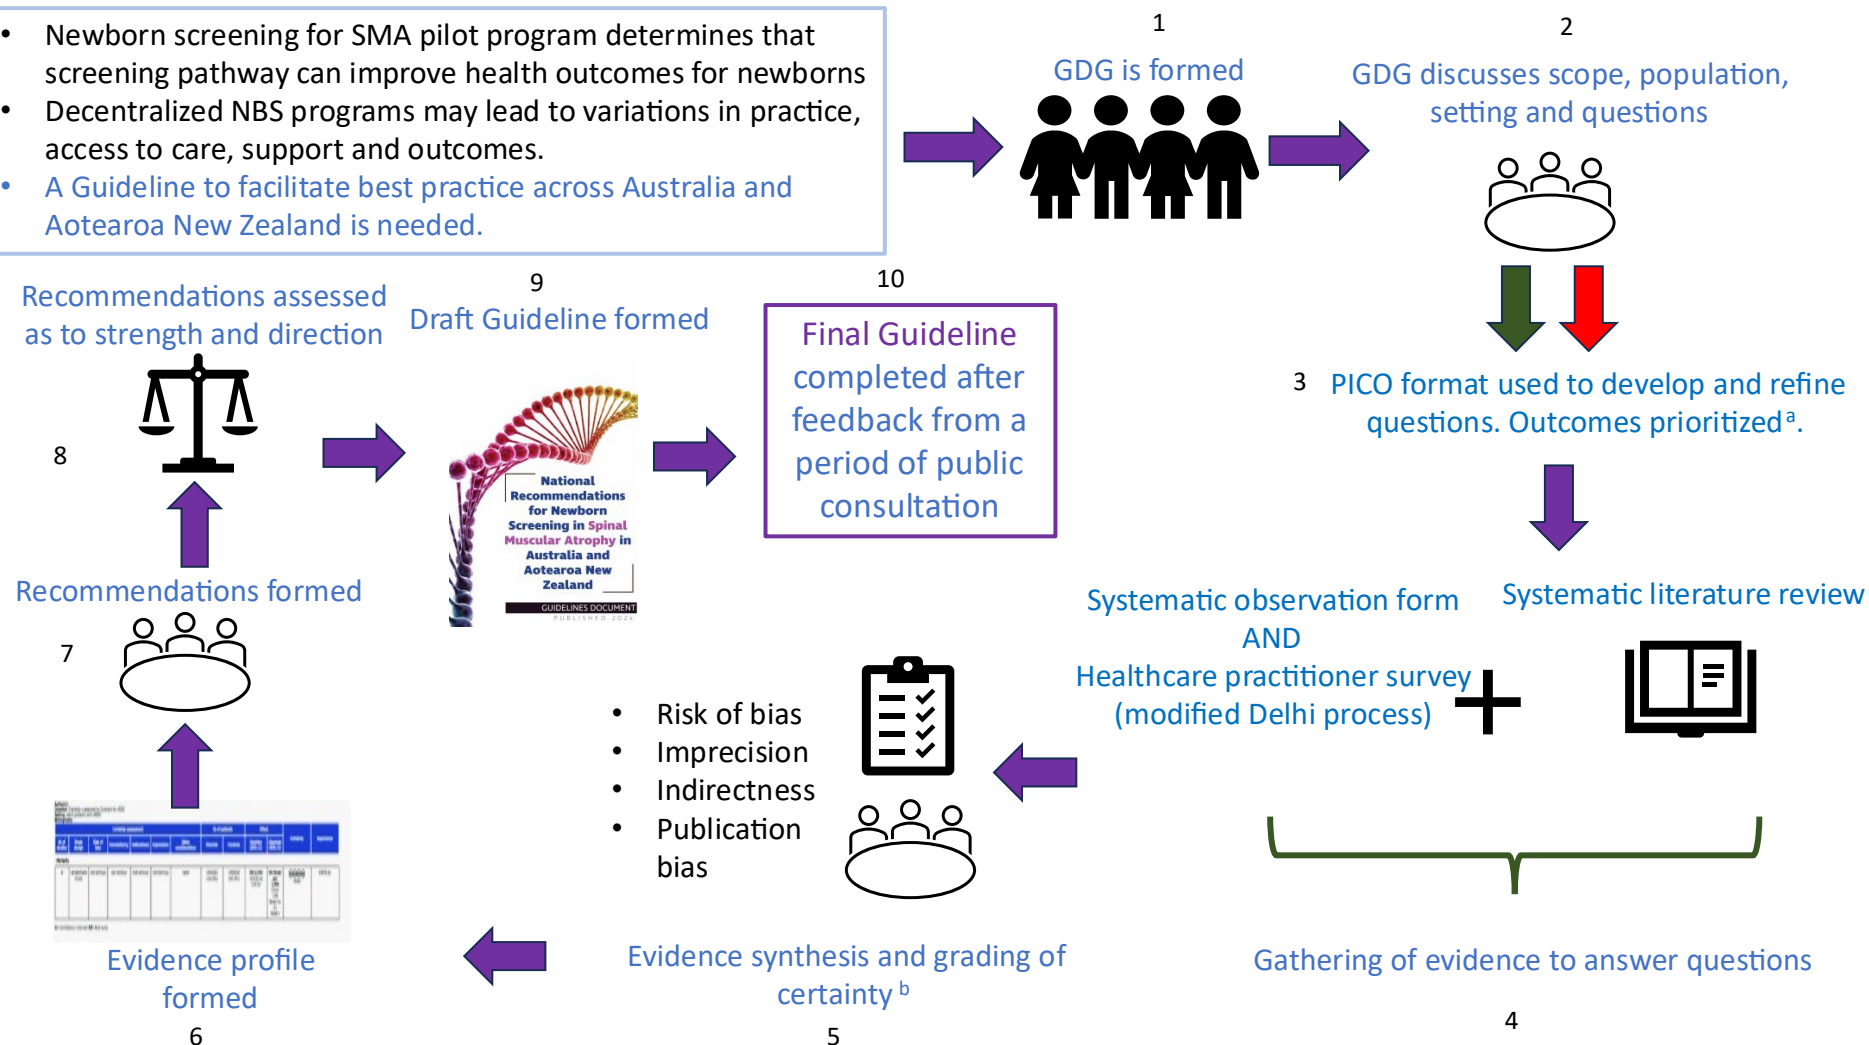 • Newborn screening for SMA pilot program determines that
screening pathway can improve health outcomes for newborns
• Decentralized NBS programs may lead to variations in practice,
access to care, support and outcomes.
• A Guideline to facilitate best practice across Australia and
Aotearoa New Zealand is needed.
1
GDG is formed
2
GDG discusses scope, population,
setting and questions
3
PICO format used to develop and refine
questions. Outcomes prioritized a.
Systematic observation form
AND
Healthcare practitioner survey
(modified Delhi process)
Systematic literature review
Gathering of evidence to answer questions
4
• Risk of bias
• Imprecision
• Indirectness
• Publication
bias
Evidence synthesis and grading of
certainty b
5
Evidence profile
formed
6
Recommendations formed
7
Recommendations assessed
as to strength and direction
8
9
Draft Guideline formed
National
Recommendations
for Newborn
Screening in Spinal
Muscular Atrophy in
Australia and
Aotearoa New
Zealand
GUIDELINES DOCUMENT
PUBLISHED 2024
10
Final Guideline
completed after
feedback from a
period of public
consultation